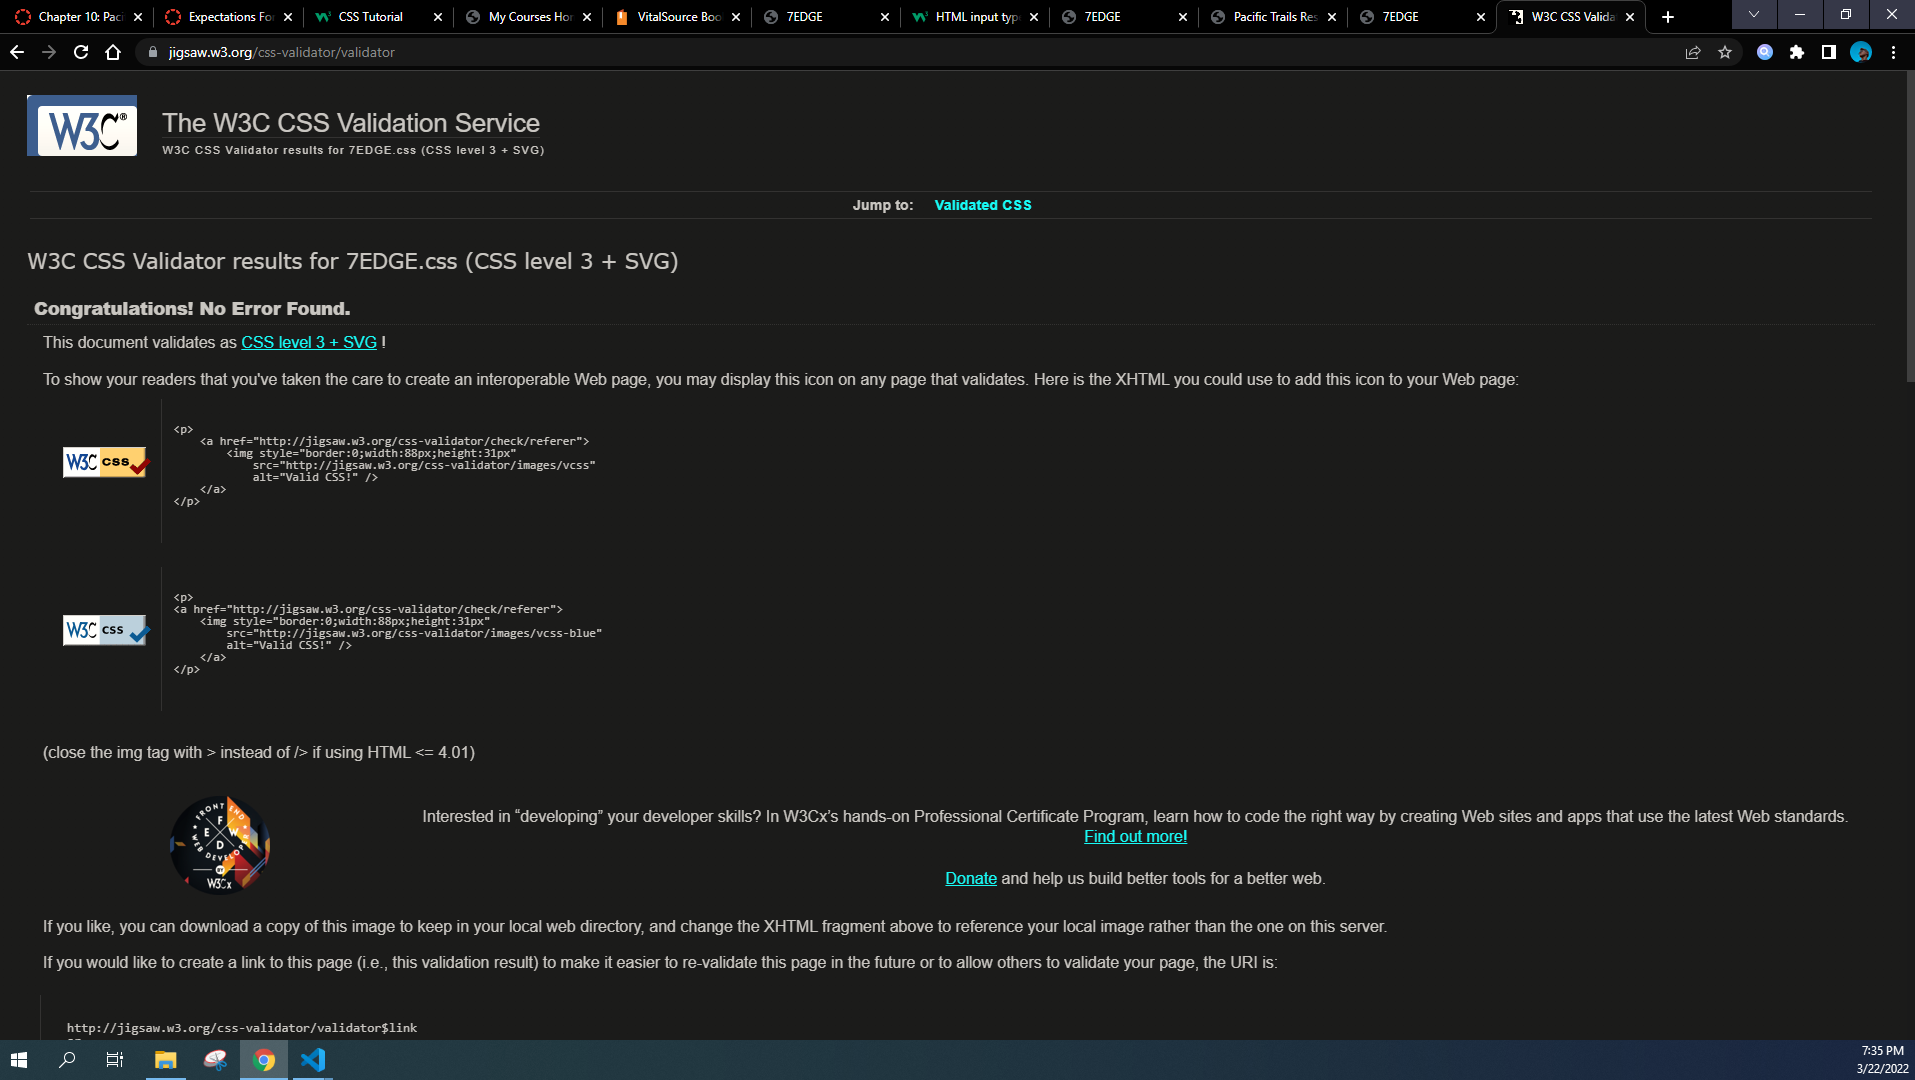 Chapter 10: Paci
Expectations For
CSS Tutorial
My Courses Hor
VitalSource Boo
7EDGE
HTML input type
7EDGE
Pacific Trails Res
7EDGE
W3C CSS Valida
jigsaw.w3.org/css-validator/validator
W3C®
The W3C CSS Validation Service
W3C CSS Validator results for 7EDGE.css (CSS level 3 + SVG)
Jump to: Validated CSS
W3C CSS Validator results for 7EDGE.css (CSS level 3 + SVG)
Congratulations! No Error Found.
This document validates as CSS level 3 + SVG !
To show your readers that you've taken the care to create an interoperable Web page, you may display this icon on any page that validates. Here is the XHTML you could use to add this icon to your Web page:
W3C css
<p>
<a href="http://jigsaw.w3.org/css-validator/check/referer">
<img style="border:0;width:88px;height:31px"
src="http://jigsaw.w3.org/css-validator/images/vcss"
alt="Valid CSS!" />
</a>
</p>
W3C css
<p>
<a href="http://jigsaw.w3.org/css-validator/check/referer">
<img style="border:0;width:88px;height:31px"
src="http://jigsaw.w3.org/css-validator/images/vcss-blue"
alt="Valid CSS!" />
</a>
</p>
(close the img tag with > instead of /> if using HTML <= 4.01)
FRONT END
F
E W
D
WEB DEVELOPER
BY
W3Cx
Interested in “developing” your developer skills? In W3Cx’s hands-on Professional Certificate Program, learn how to code the right way by creating Web sites and apps that use the latest Web standards.
Find out more!
Donate and help us build better tools for a better web.
If you like, you can download a copy of this image to keep in your local web directory, and change the XHTML fragment above to reference your local image rather than the one on this server.
If you would like to create a link to this page (i.e., this validation result) to make it easier to re-validate this page in the future or to allow others to validate your page, the URI is:
http://jigsaw.w3.org/css-validator/validator$link
7:35 PM
3/22/2022